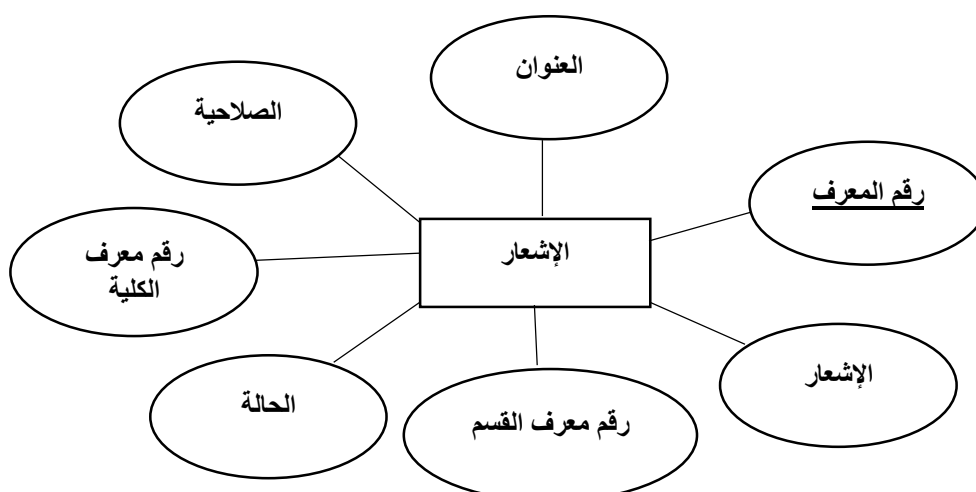 العنوان
الصلاحية
رقم المعرف
الإشعار
رقم معرف
الكلية
الإشعار
الحالة
رقم معرف القسم